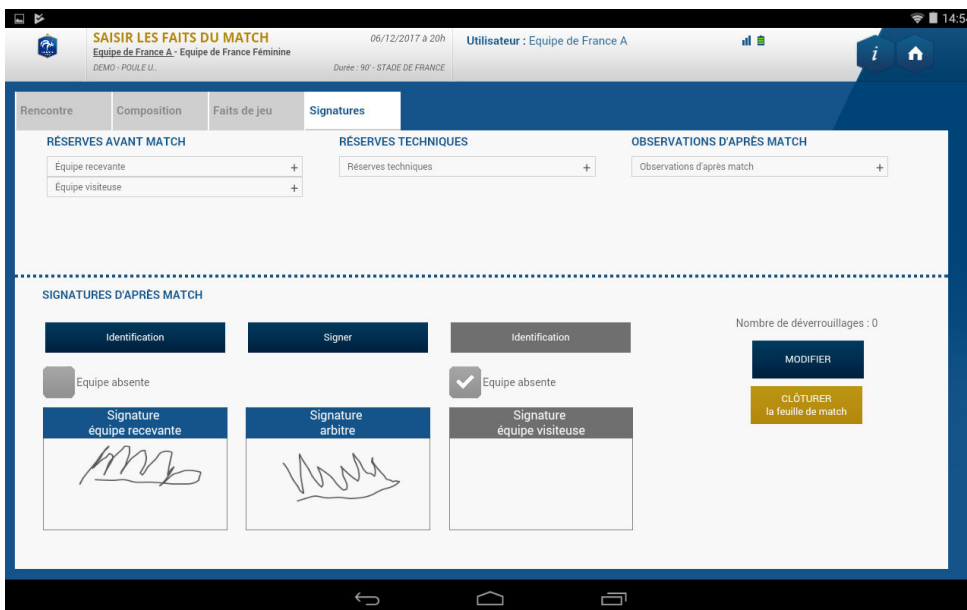 14:54
SAISIR LES FAITS DU MATCH
Equipe de France A - Equipe de France Féminine
DEMO - POULE U..
06/12/2017 à 20h
Durée : 90' - STADE DE FRANCE
Utilisateur : Equipe de France A
i
Rencontre
Composition
Faits de jeu
Signatures
RÉSERVES AVANT MATCH
Équipe recevante +
Équipe visiteuse +
RÉSERVES TECHNIQUES
Réserves techniques +
OBSERVATIONS D'APRÈS MATCH
Observations d'après match +
SIGNATURES D'APRÈS MATCH
Identification
Signer
Identification
Equipe absente
Equipe absente
Signature
équipe recevante
Signature
arbitre
Signature
équipe visiteuse
Nombre de déverrouillages : 0
MODIFIER
CLÔTURER
la feuille de match